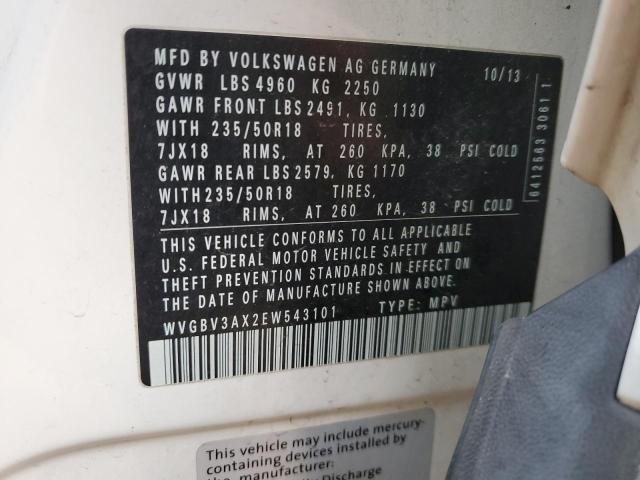 MFD BY VOLKSWAGEN AG GERMANY 10/13
GVWR LBS 4960 KG 2250
GAWR FRONT LBS 2491, KG 1130
WITH 235/50R18 TIRES,
7JX18 RIMS, AT 260 KPA, 38 PSI COLD
GAWR REAR LBS 2579, KG 1170
WITH 235/50R18 TIRES,
7JX18 RIMS, AT 260 KPA, 38 PSI COLD
THIS VEHICLE CONFORMS TO ALL APPLICABLE
U.S. FEDERAL MOTOR VEHICLE SAFETY AND
THEFT PREVENTION STANDARDS IN EFFECT ON
DATE OF MANUFACTURE SHOWN ABOVE.
WVGBV3AX2EW543101 TYPE: MPV
6412563 3061 1
This vehicle may include mercury-
containing devices installed by
the manufacturer:
Discharge